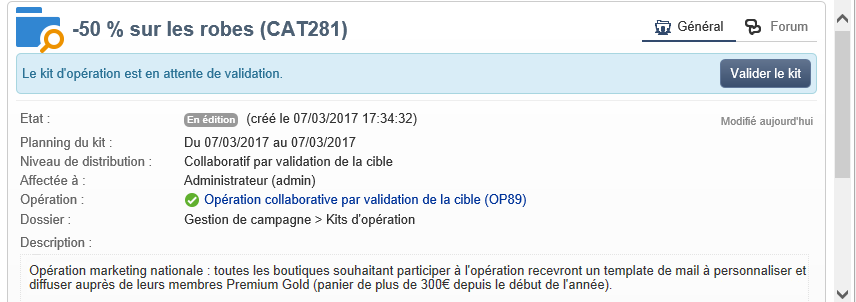 -50 % sur les robes (CAT281)
Général
Forum
Le kit d'opération est en attente de validation.
Valider le kit
Etat : En édition (créé le 07/03/2017 17:34:32)
Modifié aujourd'hui
Planning du kit : Du 07/03/2017 au 07/03/2017
Niveau de distribution : Collaboratif par validation de la cible
Affectée à : Administrateur (admin)
Opération : Opération collaborative par validation de la cible (OP89)
Dossier : Gestion de campagne > Kits d'opération
Description :
Opération marketing nationale : toutes les boutiques souhaitant participer à l'opération recevront un template de mail à personnaliser et
diffuser auprès de leurs membres Premium Gold (panier de plus de 300€ depuis le début de l'année).